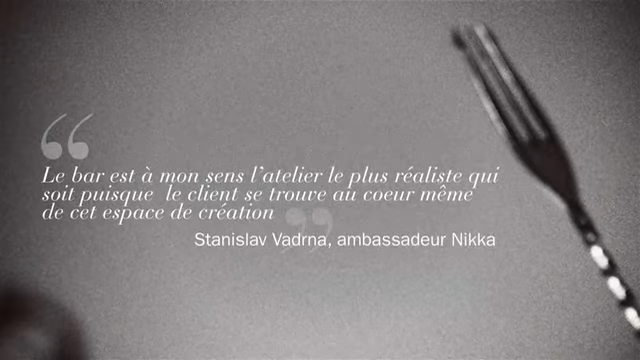 “
Le bar est à mon sens l’atelier le plus réaliste qui
soit puisque le client se trouve au coeur même
de cet espace de création ”
Stanislav Vadrna, ambassadeur Nikka